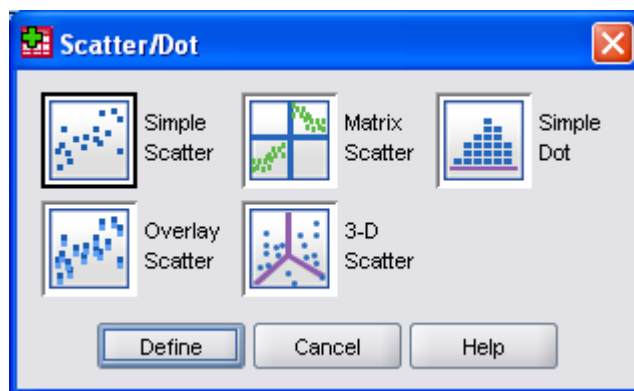 Scatter/Dot
Simple
Scatter
Matrix
Scatter
Simple
Dot
Overlay
Scatter
3-D
Scatter
Define
Cancel
Help